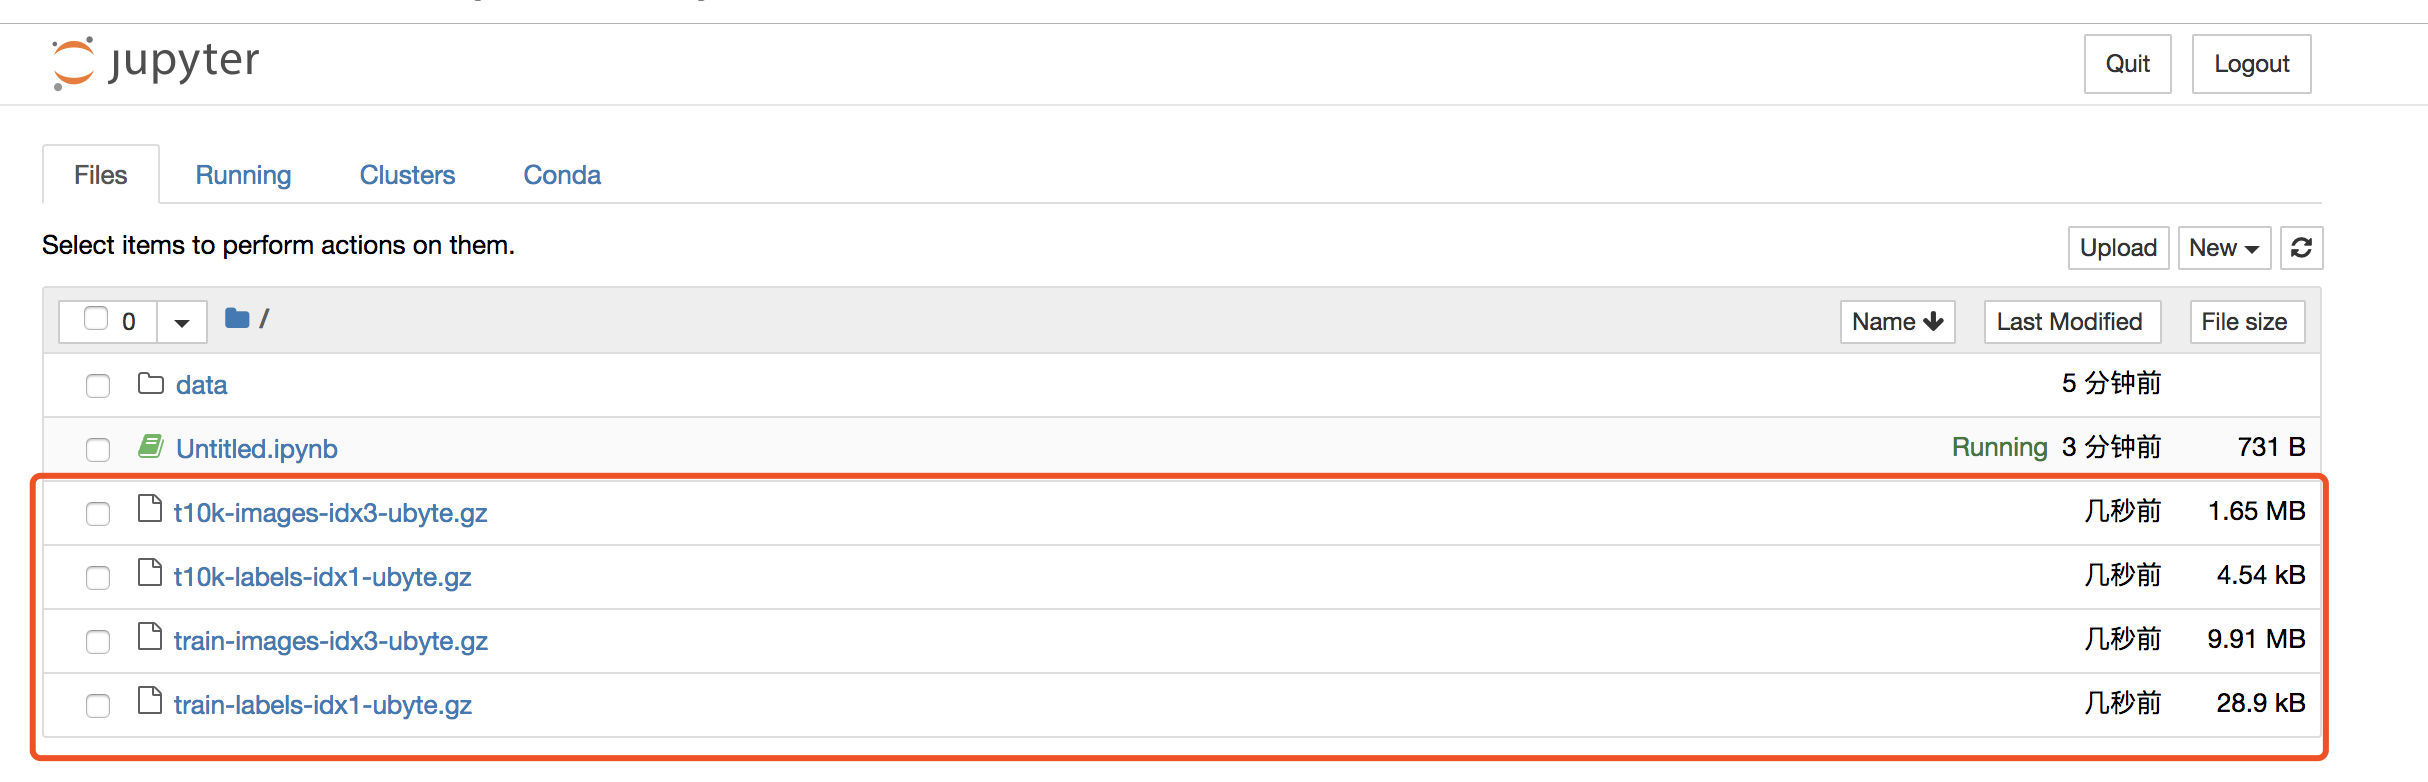 jupyter
Quit Logout
Files Running Clusters Conda
Select items to perform actions on them.
Upload New
0 / Name Last Modified File size
data 5 分钟前
Untitled.ipynb Running 3 分钟前 731 B
t10k-images-idx3-ubyte.gz 几秒前 1.65 MB
t10k-labels-idx1-ubyte.gz 几秒前 4.54 kB
train-images-idx3-ubyte.gz 几秒前 9.91 MB
train-labels-idx1-ubyte.gz 几秒前 28.9 kB